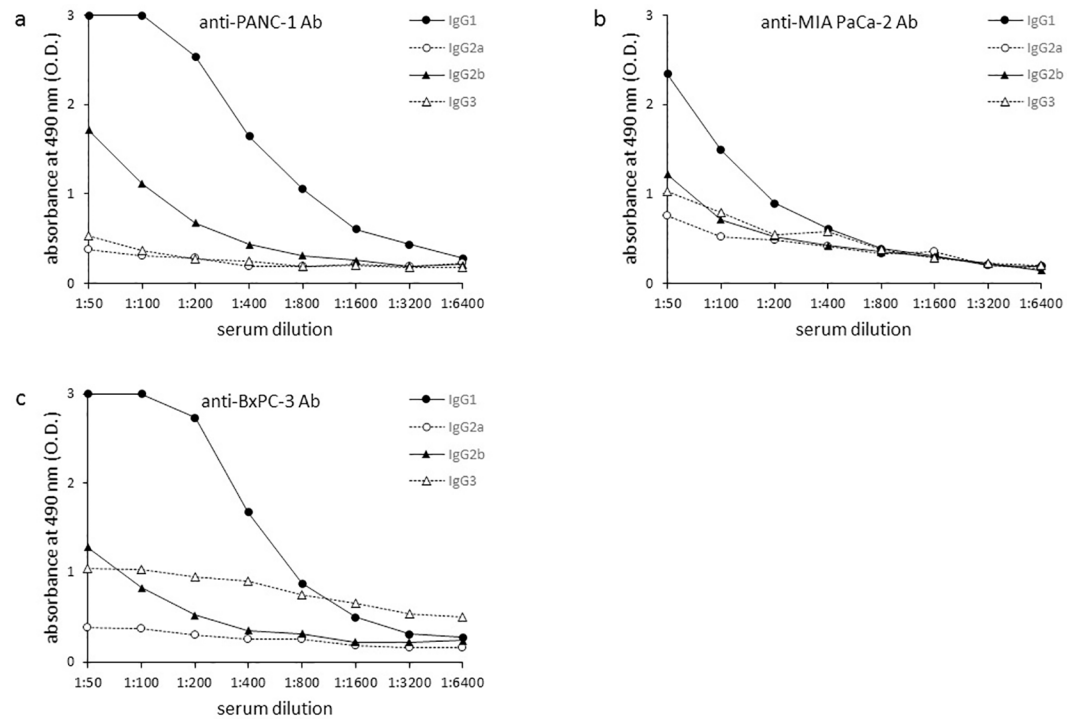 a
anti-PANC-1 Ab
absorbance at 490 nm (O.D.)
3
2
1
0
1:50 1:100 1:200 1:400 1:800 1:1600 1:3200 1:6400
serum dilution
IgG1
IgG2a
IgG2b
IgG3
b
anti-MIA PaCa-2 Ab
absorbance at 490 nm (O.D.)
3
2
1
0
1:50 1:100 1:200 1:400 1:800 1:1600 1:3200 1:6400
serum dilution
IgG1
IgG2a
IgG2b
IgG3
c
anti-BxPC-3 Ab
absorbance at 490 nm (O.D.)
3
2
1
0
1:50 1:100 1:200 1:400 1:800 1:1600 1:3200 1:6400
serum dilution
IgG1
IgG2a
IgG2b
IgG3